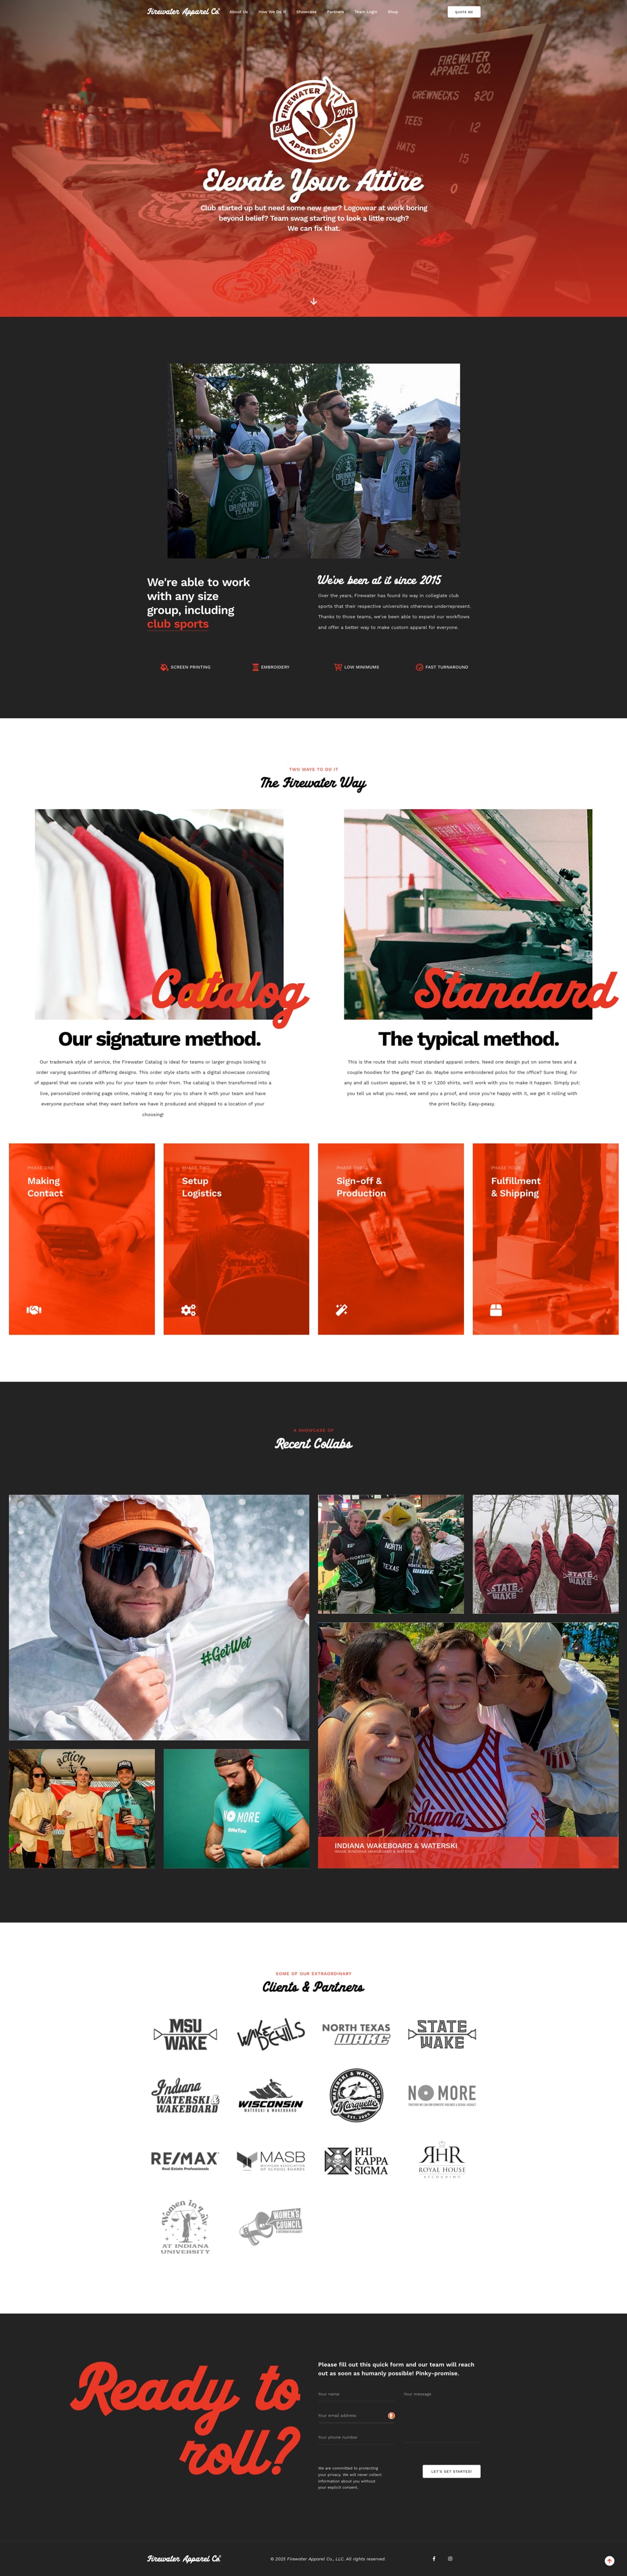 Firewater Apparel Co.
About Us
How We Do It
Showcase
Partners
Team Login
Shop
QUOTE ME
FIREWATER
APPAREL CO.
CREWNECKS $20
TEES 12
HATS 15
0
FIREWATER
Estd 2015
APPAREL CO.
Elevate Your Attire
Club started up but need some new gear? Logowear at work boring
beyond belief? Team swag starting to look a little rough?
We can fix that.
DRINKING
TEAM
DRINKING
TEAM
We're able to work
with any size
group, including
club sports
We've been at it since 2015
Over the years, Firewater has found its way in collegiate club
sports that their respective universities otherwise underrepresent.
Thanks to those teams, we've been able to expand our workflows
and offer a better way to make custom apparel for everyone.
SCREEN PRINTING
EMBROIDERY
LOW MINIMUMS
FAST TURNAROUND
TWO WAYS TO DO IT
The Firewater Way
Catalog
Our signature method.
Our trademark style of service, the Firewater Catalog is ideal for teams or larger groups looking to
order varying quantities of differing designs. This order style starts with a digital showcase consisting
of apparel that we curate with you for your team to order from. The catalog is then transformed into a
live, personalized ordering page online, making it easy for you to share it with your team and have
everyone purchase what they want before we have it produced and shipped to a location of your
choosing!
Standard
The typical method.
This is the route that suits most standard apparel orders. Need one design put on some tees and a
couple hoodies for the gang? Can do. Maybe some embroidered polos for the office? Sure thing. For
any and all custom apparel, be it 12 or 1,200 shirts, we'll work with you to make it happen. Simply put:
you tell us what you need, we send you a proof, and once you're happy with it, we get it rolling with
the print facility. Easy-peasy.
PHASE ONE
Making
Contact
PHASE TWO
Setup
Logistics
PHASE THREE
Sign-off &
Production
PHASE FOUR
Fulfillment
& Shipping
A SHOWCASE OF
Recent Collabs
#GetWet
NORTH
1
TEXAS
STATE
WAKE
STATE
WAKE
action
NO MORE
Indiana
INDIANA WAKEBOARD & WATERSKI
SOME OF OUR EXTRAORDINARY
Clients & Partners
MSU
WAKE
WAKE DEVILS
NORTH TEXAS
WAKE
STATE
WAKE
Indiana
WATERSKI &
WAKEBOARD
WISCONSIN
WATERSKI & WAKEBOARD
WATERSKI & WAKEBOARD
Marquette
NO MORE
RE/MAX
Real Estate Professionals
MASB
MICHIGAN ASSOCIATION
OF SCHOOL BOARDS
PHI
KAPPA
SIGMA
RHR
ROYAL HOUSE
Women in Law
AT INDIANA
UNIVERSITY
WOMEN'S
COUNCIL
Ready to
roll?
Please fill out this quick form and our team will reach
out as soon as humanly possible! Pinky-promise.
Your name
Your message
Your email address
Your phone number
We are committed to protecting
your privacy. We will never collect
information about you without
your explicit consent.
LET'S GET STARTED!
Firewater Apparel Co.
© 2025 Firewater Apparel Co., LLC. All rights reserved.